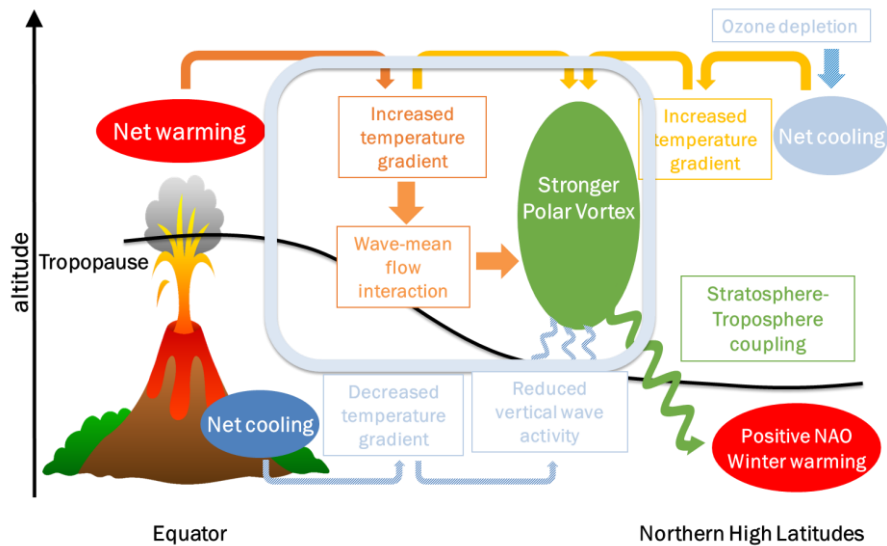 Ozone depletion
Net warming
Increased
temperature
gradient
Increased
temperature
gradient
Net cooling
Stronger
Polar Vortex
altitude
Tropopause
Wave-mean
flow
interaction
Stratosphere-
Troposphere
coupling
Net cooling
Decreased
temperature
gradient
Reduced
vertical wave
activity
Positive NAO
Winter warming
Equator
Northern High Latitudes